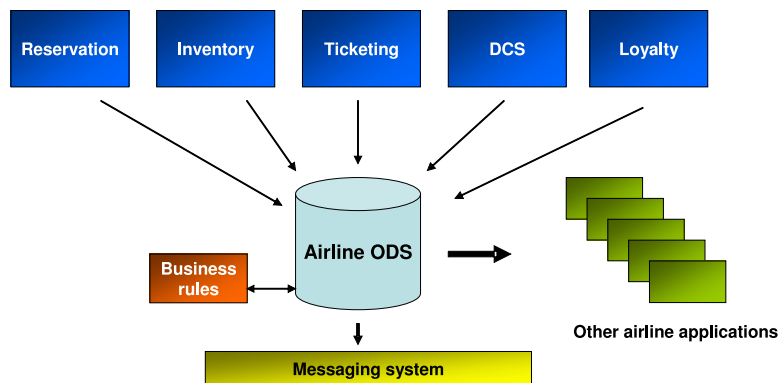 Reservation
Inventory
Ticketing
DCS
Loyalty
Airline ODS
Business
rules
Other airline applications
Messaging system